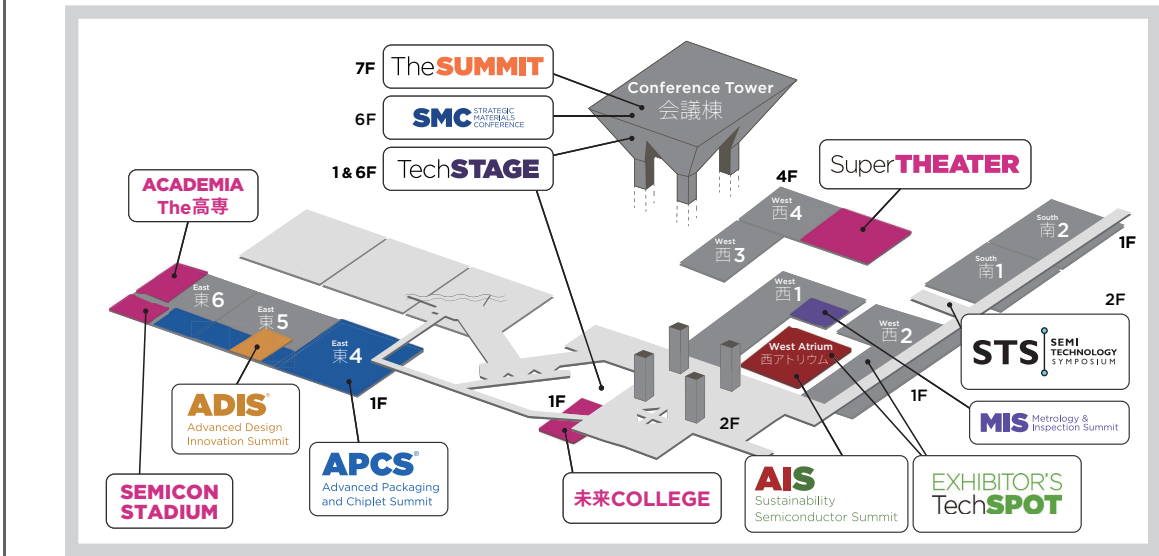 7F The SUMMIT
6F SMC STRATEGIC MATERIALS CONFERENCE
1 & 6F TechSTAGE
Conference Tower
会議棟
ACADEMIA
The高専
SuperTHEATER
4F
West
西4
West
西3
South
南2
1F
South
南1
2F
East
東6
East
東5
East
東4
1F
West
西1
West
西2
West Atrium
西アトリウム
1F
1F
2F
STS SEMI TECHNOLOGY SYMPOSIUM
ADIS®
Advanced Design
Innovation Summit
MIS Metrology &
Inspection Summit
APCS®
Advanced Packaging
and Chiplet Summit
SEMICON
STADIUM
未来COLLEGE
AIS
Sustainability
Semiconductor Summit
EXHIBITOR'S
TechSPOT